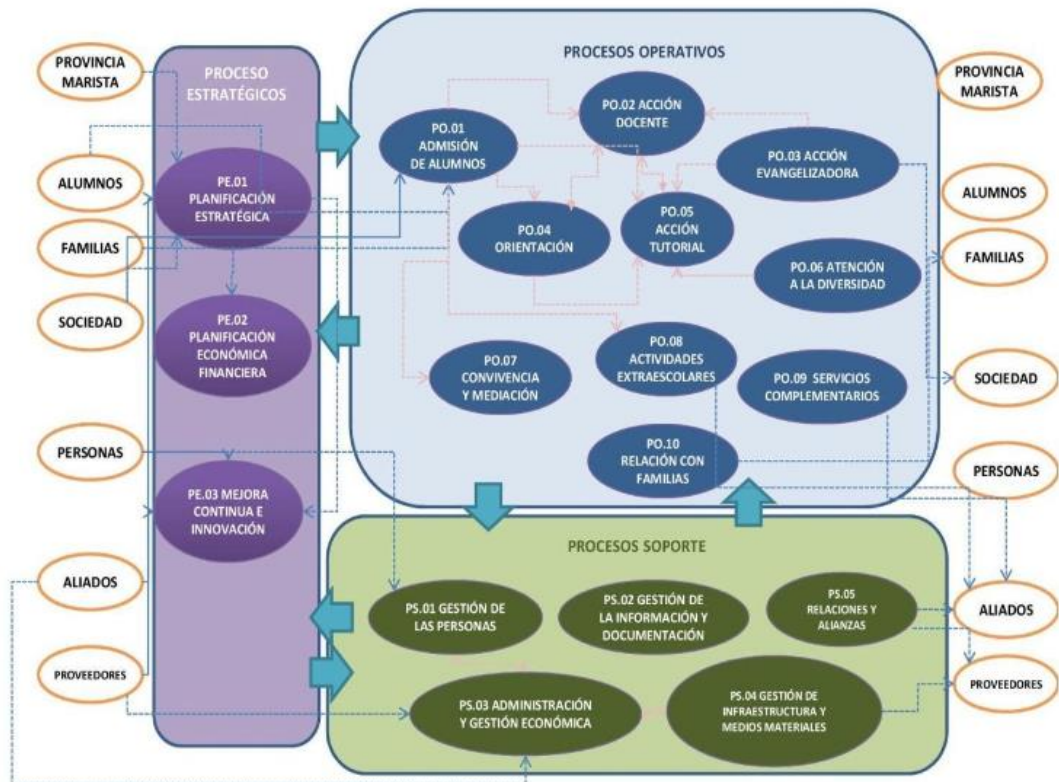 PROVINCIA
MARISTA
ALUMNOS
FAMILIAS
SOCIEDAD
PERSONAS
ALIADOS
PROVEEDORES
PROCESO
ESTRATÉGICOS
PE.01
PLANIFICACIÓN
ESTRATÉGICA
PE.02
PLANIFICACIÓN
ECONÓMICA
FINANCIERA
PE.03 MEJORA
CONTINUA E
INNOVACIÓN
PROCESOS OPERATIVOS
PO.01
ADMISIÓN
DE ALUMNOS
PO.02 ACCIÓN
DOCENTE
PO.03 ACCIÓN
EVANGELIZADORA
PO.04
ORIENTACIÓN
PO.05
ACCIÓN
TUTORIAL
PO.06 ATENCIÓN
A LA DIVERSIDAD
PO.07
CONVIVENCIA
Y MEDIACIÓN
PO.08
ACTIVIDADES
EXTRAESCOLARES
PO.09 SERVICIOS
COMPLEMENTARIOS
PO.10
RELACIÓN CON
FAMILIAS
PROCESOS SOPORTE
PS.01 GESTIÓN DE
LAS PERSONAS
PS.02 GESTIÓN DE
LA INFORMACIÓN Y
DOCUMENTACIÓN
PS.05
RELACIONES Y
ALIANZAS
PS.03 ADMINISTRACIÓN
Y GESTIÓN ECONÓMICA
PS.04 GESTIÓN DE
INFRAESTRUCTURA Y
MEDIOS MATERIALES
PROVINCIA
MARISTA
ALUMNOS
FAMILIAS
SOCIEDAD
PERSONAS
ALIADOS
PROVEEDORES